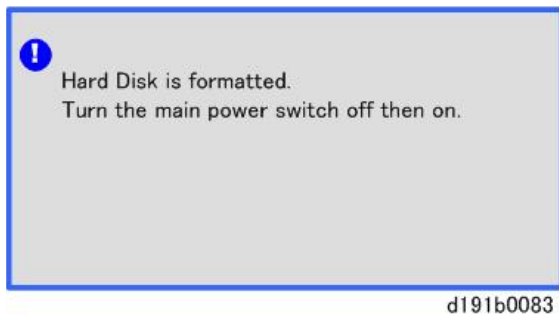 !
Hard Disk is formatted.
Turn the main power switch off then on.
d191b0083